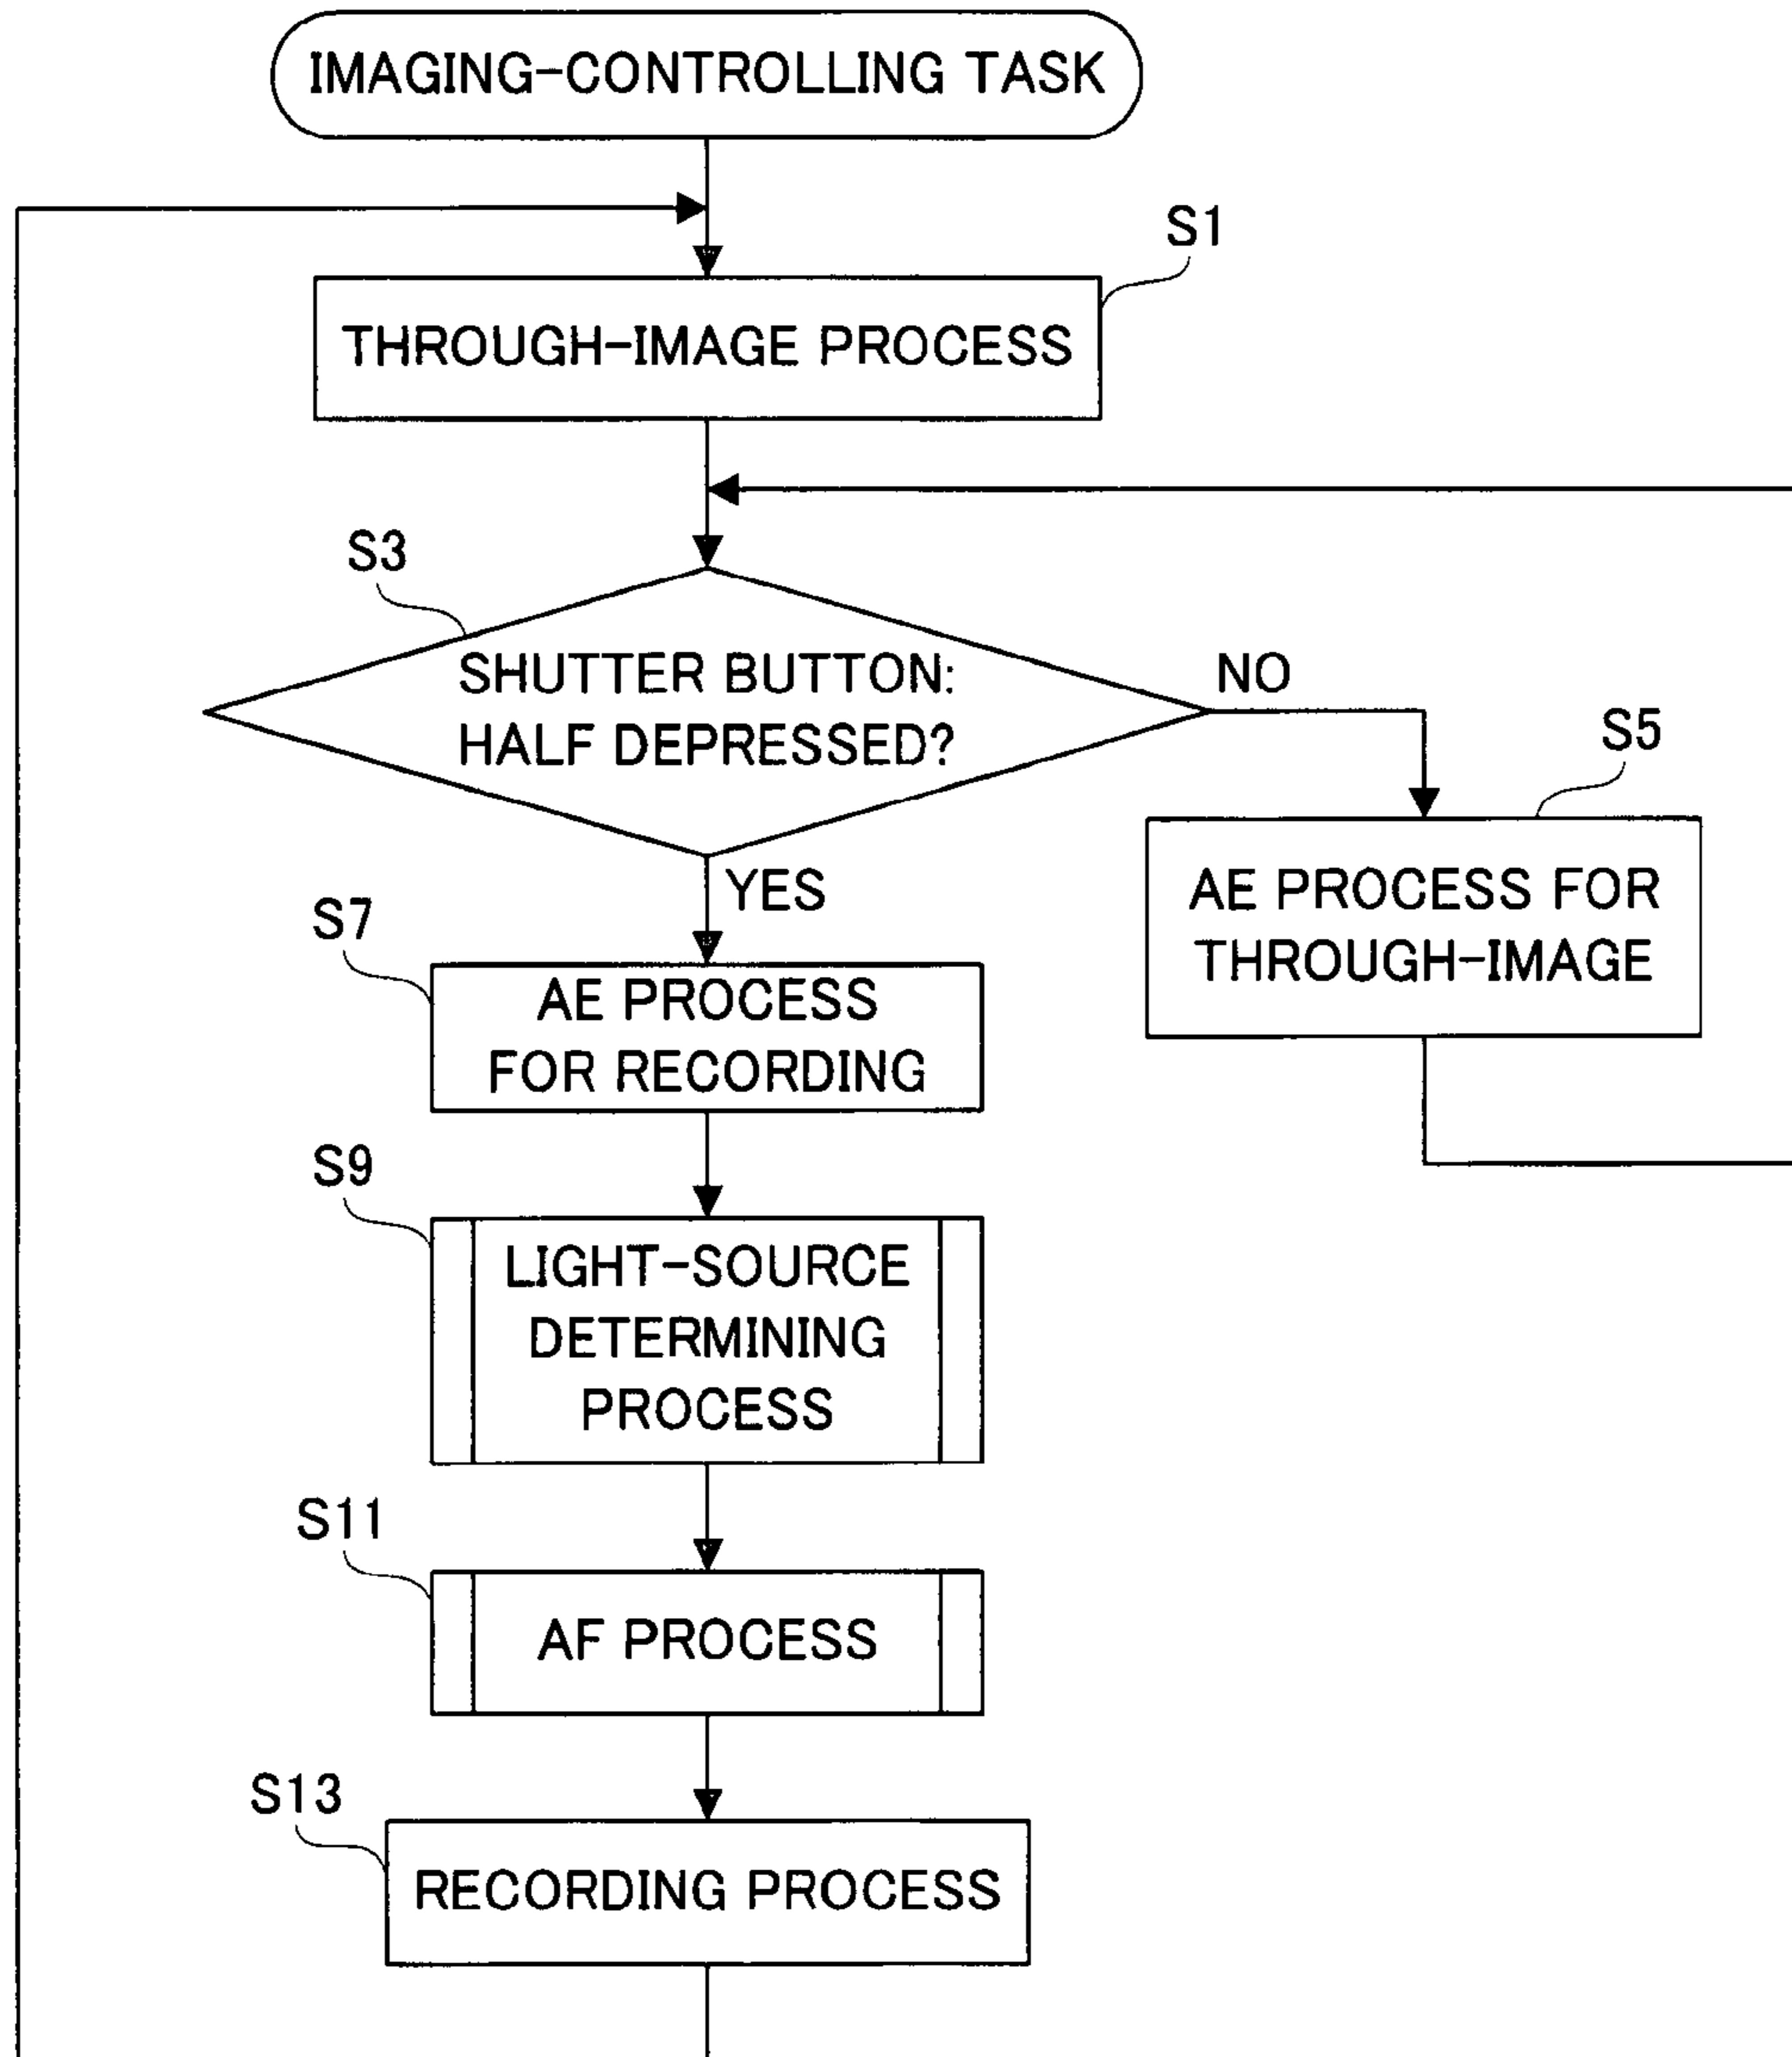 IMAGING-CONTROLLING TASK
S1
THROUGH-IMAGE PROCESS
S3
SHUTTER BUTTON:
HALF DEPRESSED?
NO
S5
AE PROCESS FOR
THROUGH-IMAGE
YES
S7
AE PROCESS
FOR RECORDING
S9
LIGHT-SOURCE
DETERMINING
PROCESS
S11
AF PROCESS
S13
RECORDING PROCESS